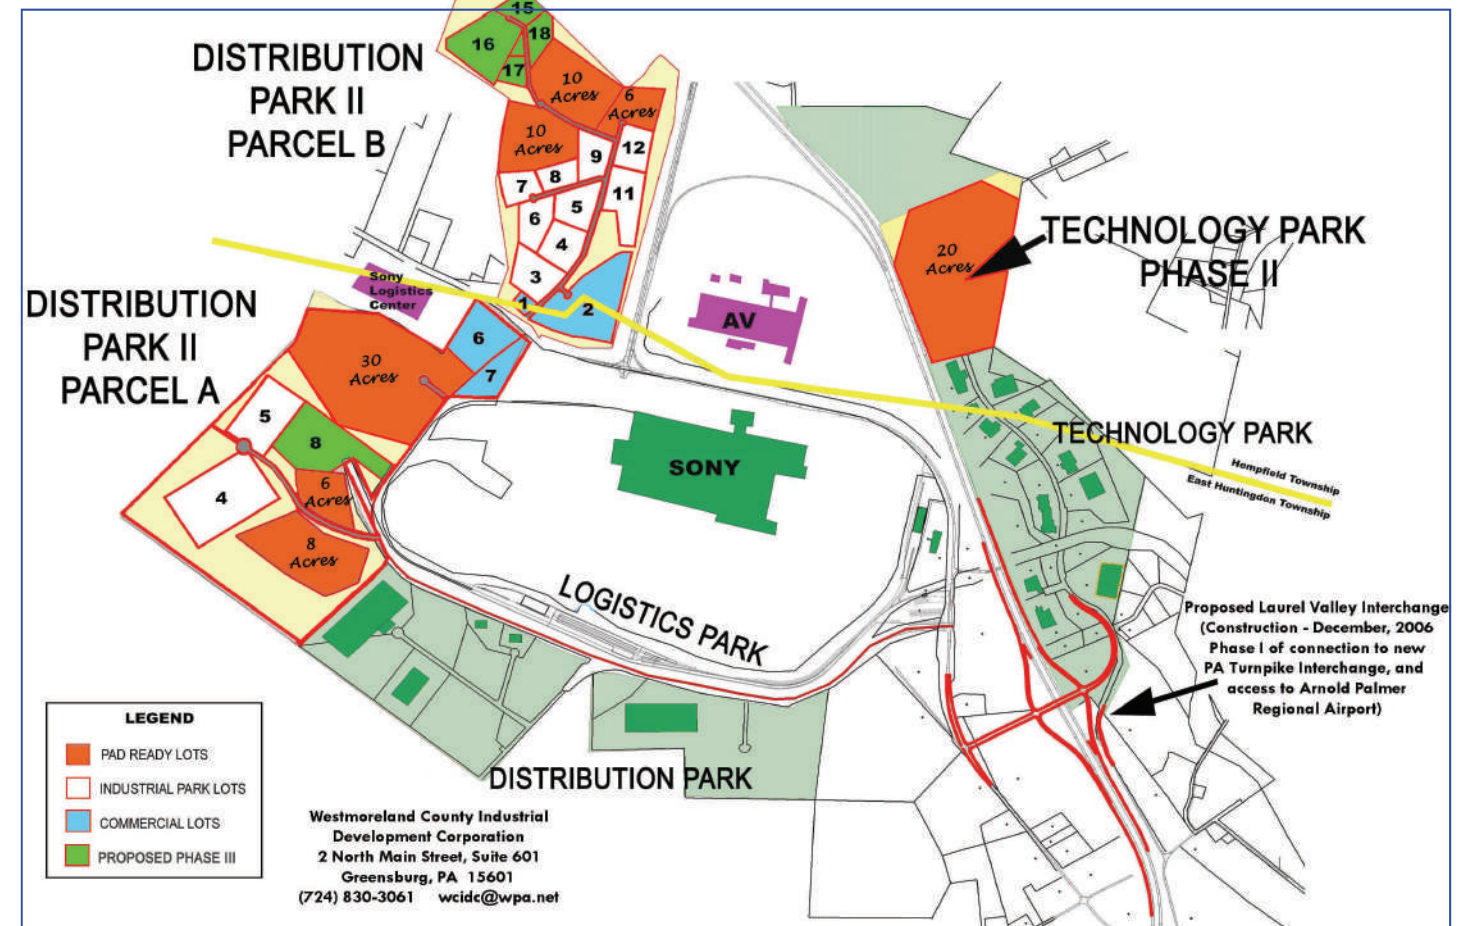 DISTRIBUTION
PARK II
PARCEL B
15
16
18
17
10
Acres
6
Acres
10
Acres
9
12
7
8
11
6
5
4
3
1
2
TECHNOLOGY PARK
PHASE II
20
Acres
Sony
Logistics
Center
AV
DISTRIBUTION
PARK II
PARCEL A
6
7
30
Acres
5
8
4
6
Acres
8
Acres
SONY
TECHNOLOGY PARK
Hempfield Township
East Huntingdon Township
LOGISTICS PARK
Proposed Laurel Valley Interchange
(Construction - December, 2006
Phase I of connection to new
PA Turnpike Interchange, and
access to Arnold Palmer
Regional Airport)
DISTRIBUTION PARK
LEGEND
PAD READY LOTS
INDUSTRIAL PARK LOTS
COMMERCIAL LOTS
PROPOSED PHASE III
Westmoreland County Industrial
Development Corporation
2 North Main Street, Suite 601
Greensburg, PA 15601
(724) 830-3061 wcidc@wpa.net